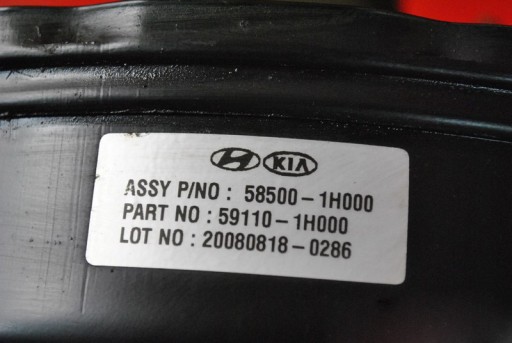 KIA
ASSY P/NO : 58500-1H000
PART NO : 59110-1H000
LOT NO : 20080818-0286